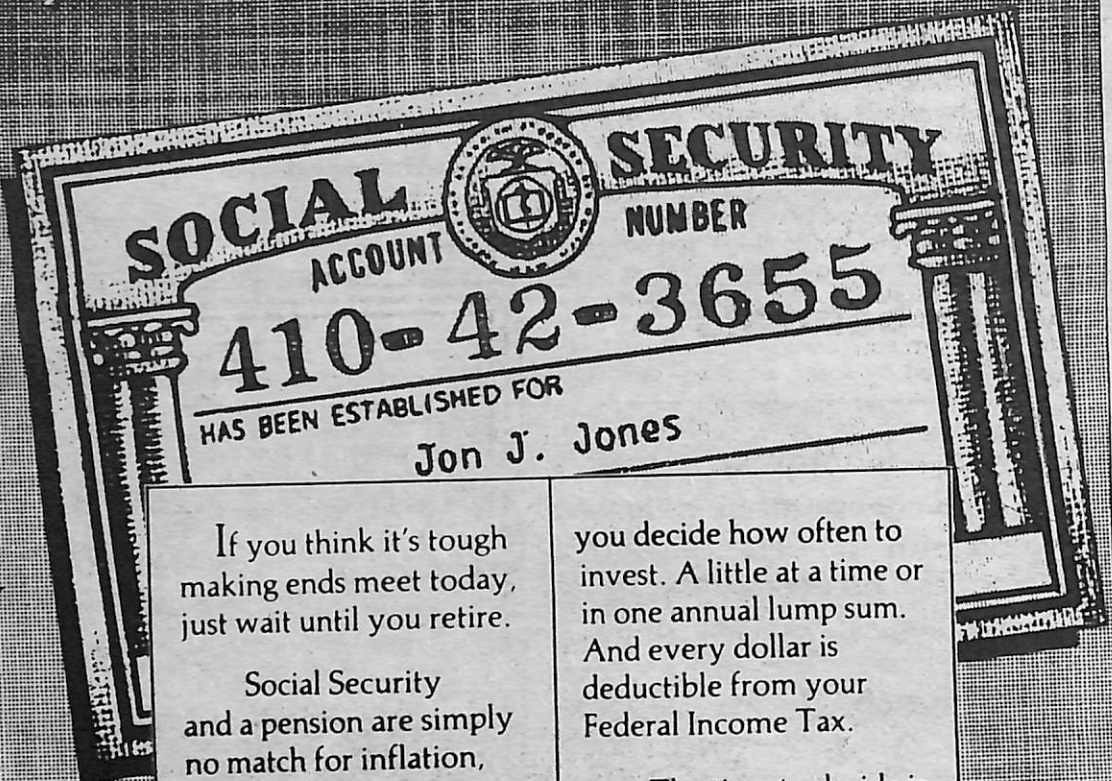 SOCIAL SECURITY
ACCOUNT NUMBER
410-42-3655
HAS BEEN ESTABLISHED FOR
Jon J. Jones
If you think it's tough
making ends meet today,
just wait until you retire.
Social Security
and a pension are simply
no match for inflation,
you decide how often to
invest. A little at a time or
in one annual lump sum.
And every dollar is
deductible from your
Federal Income Tax.